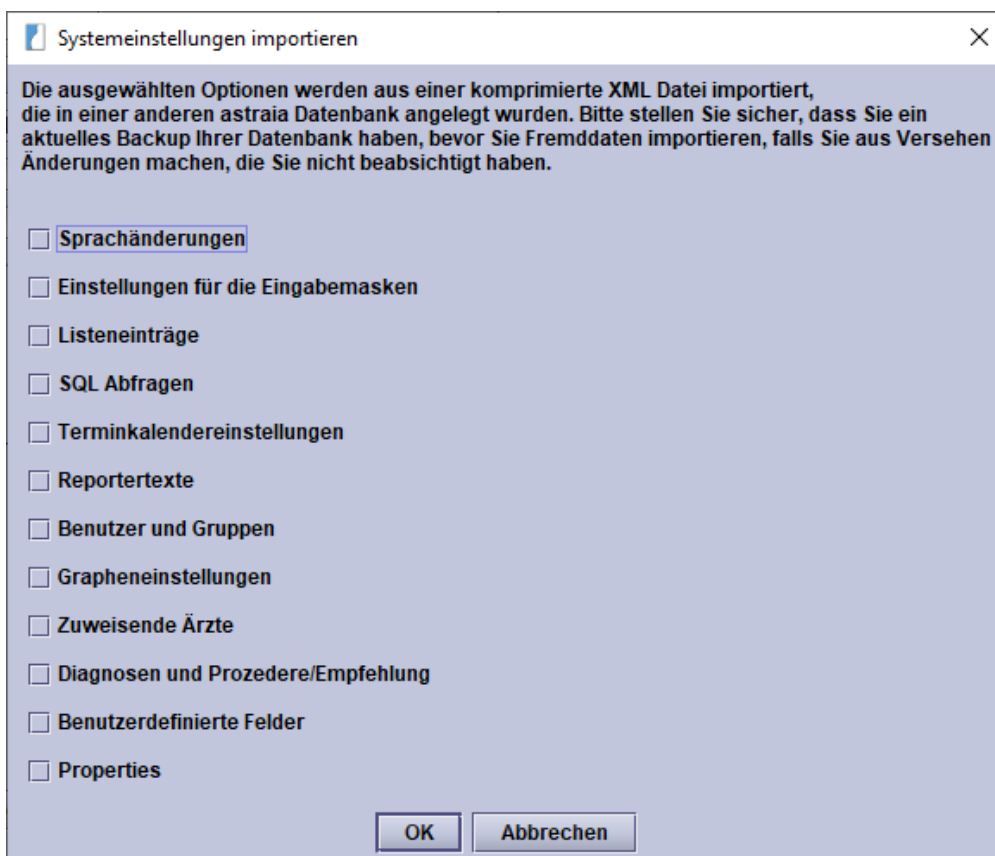 Systemeinstellungen importieren
Die ausgewählten Optionen werden aus einer komprimierte XML Datei importiert,
die in einer anderen astraia Datenbank angelegt wurden. Bitte stellen Sie sicher, dass Sie ein
aktuelles Backup Ihrer Datenbank haben, bevor Sie Fremddaten importieren, falls Sie aus Versehen
Änderungen machen, die Sie nicht beabsichtigt haben.
Sprachänderungen
Einstellungen für die Eingabemasken
Listeneinträge
SQL Abfragen
Terminkalendereinstellungen
Reportertexte
Benutzer und Gruppen
Grapheneinstellungen
Zuweisende Ärzte
Diagnosen und Prozedere/Empfehlung
Benutzerdefinierte Felder
Properties
OK Abbrechen